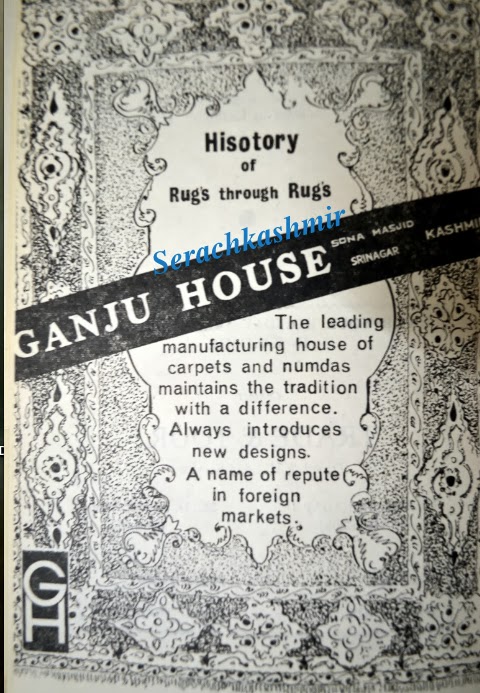 Hisotory
of
Rug's through Rug's
Serachkashmir
GANJU HOUSE SONA MASJID
SRINAGAR
The leading
manufacturing house of
carpets and numdas
maintains the tradition
with a difference.
Always introduces
new designs.
A name of repute
in foreign
markets.
GH